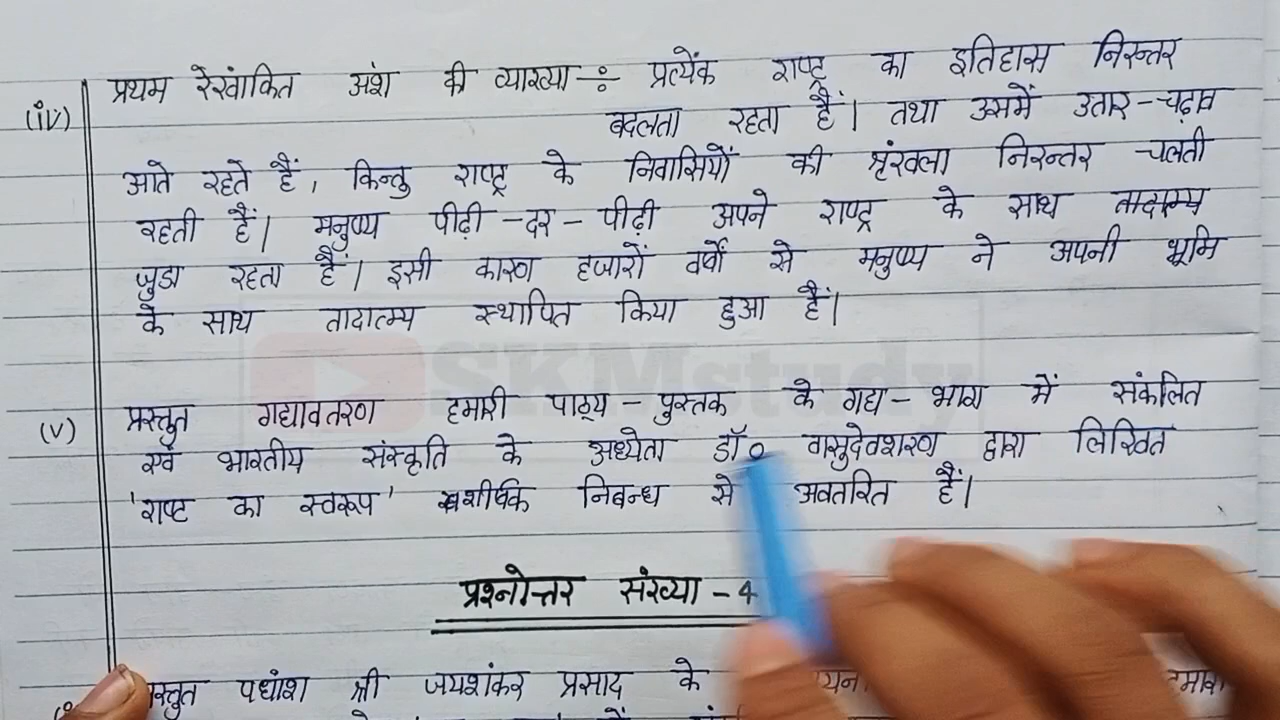 (iv) प्रथम रेखांकित अंश की व्याख्या-: प्रत्येक राष्ट्र का इतिहास निरन्तर
बदलता रहता हैं। तथा उसमें उतार-चढ़ाव
आते रहते हैं, किन्तु राष्ट्र के निवासियों की श्रृंखला निरन्तर चलती
रहती हैं। मनुष्य पीढ़ी-दर-पीढ़ी अपने राष्ट्र के साथ तादात्म्य
जुडा रहता हैं। इसी कारण हजारों वर्षों से मनुष्य ने अपनी भूमि
के साथ तादात्म्य स्थापित किया हुआ हैं।
SKMstudy
(v) प्रस्तुत गद्यावतरण हमारी पाठ्य-पुस्तक के गद्य-भाग में संकलित
एवं भारतीय संस्कृति के अध्येता डॉ० वासुदेवशरण द्वारा लिखित
'राष्ट का स्वरूप' शीर्षक निबन्ध से अवतरित हैं।
प्रश्नोत्तर संख्या-4
पद्यांश श्री जयशंकर प्रसाद के